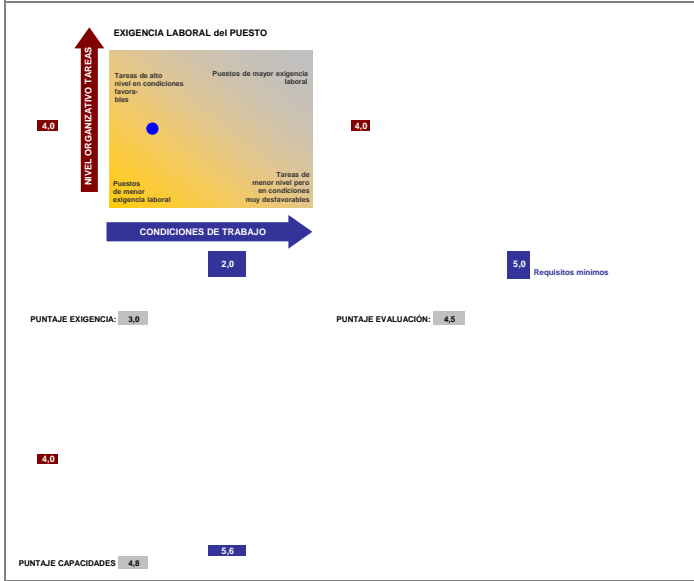 EXIGENCIA LABORAL del PUESTO
NIVEL ORGANIZATIVO TAREAS
Tareas de alto
nivel en condiciones
favora-
bles
Puestos de mayor exigencia
laboral
4,0
4,0
Puestos
de menor
exigencia laboral
Tareas de
menor nivel pero
en condiciones
muy desfavorables
CONDICIONES DE TRABAJO
2,0
5,0
Requisitos mínimos
PUNTAJE EXIGENCIA: 3,0
PUNTAJE EVALUACIÓN: 4,5
4,0
5,6
PUNTAJE CAPACIDADES 4,8